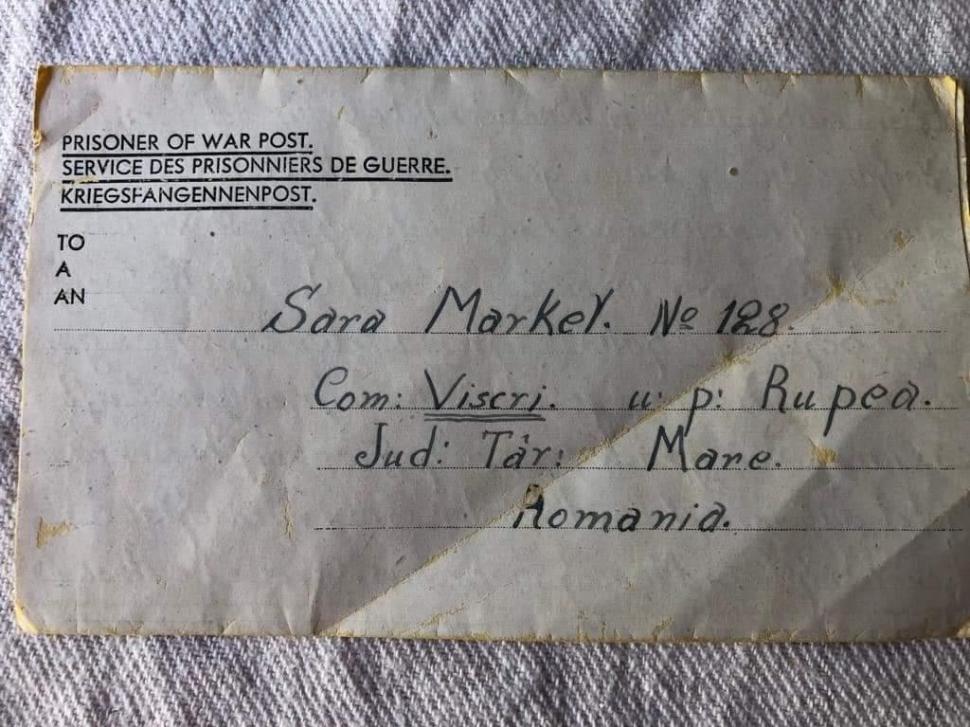 PRISONER OF WAR POST.
SERVICE DES PRISONNIERS DE GUERRE.
KRIEGSFANGENNENPOST.
TO
A
AN
Sara Markel. Nº 128.
Com: Viscri. u: p: Rupea.
Jud: Târ: Mare.
Romania.